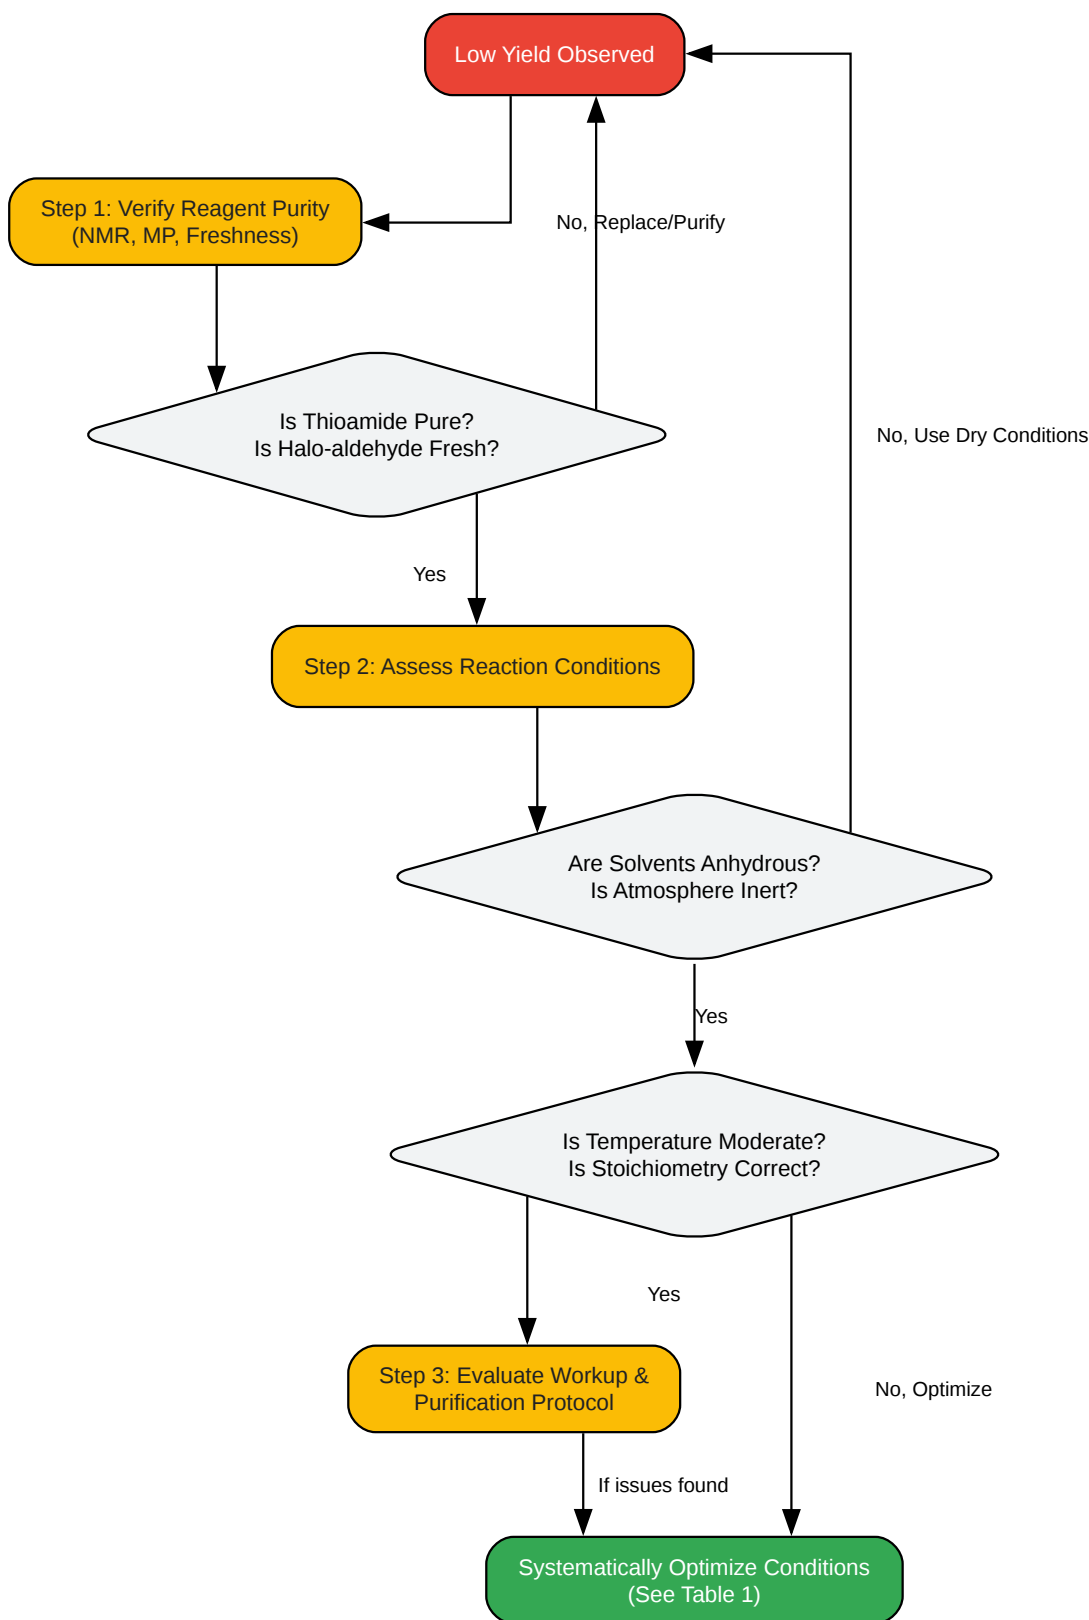 Low Yield Observed
Step 1: Verify Reagent Purity
(NMR, MP, Freshness)
No, Replace/Purify
Is Thioamide Pure?
Is Halo-aldehyde Fresh?
No, Use Dry Conditions
Yes
Step 2: Assess Reaction Conditions
Are Solvents Anhydrous?
Is Atmosphere Inert?
Yes
Is Temperature Moderate?
Is Stoichiometry Correct?
Yes
Step 3: Evaluate Workup &
Purification Protocol
No, Optimize
If issues found
Systematically Optimize Conditions
(See Table 1)